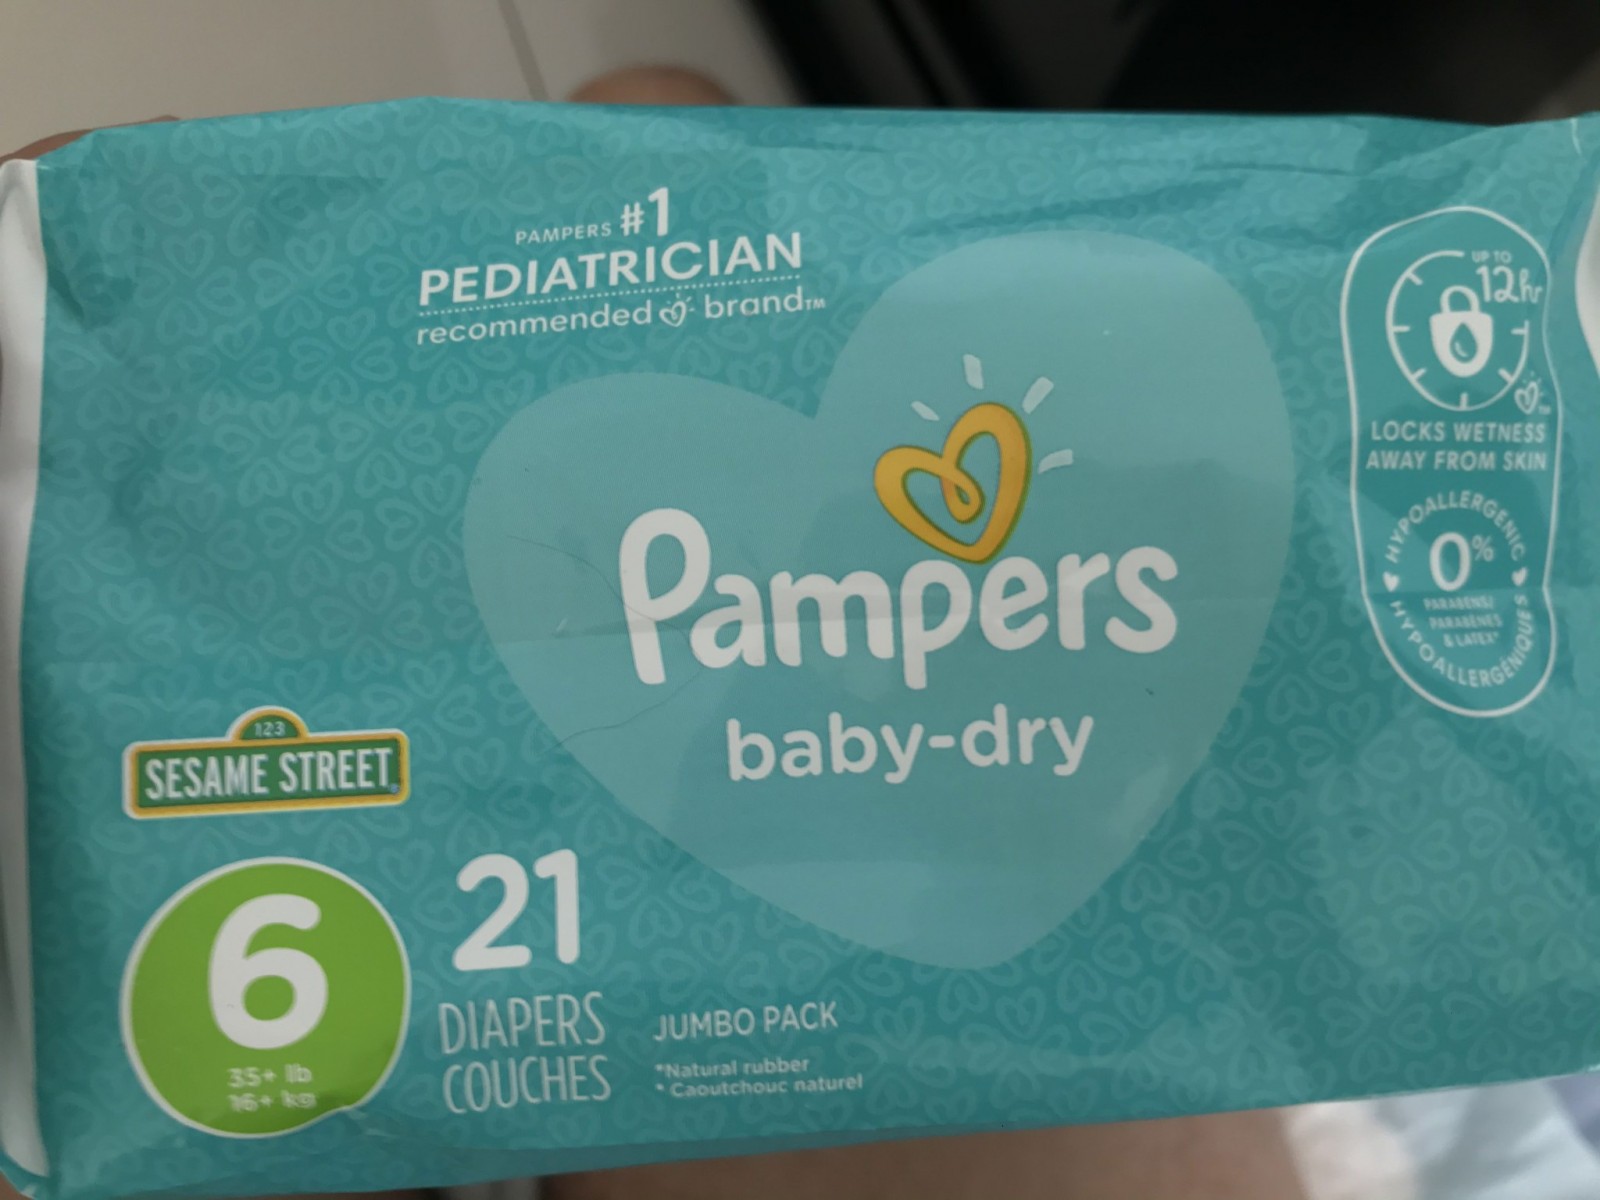 PAMPERS #1
PEDIATRICIAN
recommended brand™
UP TO
12hr
LOCKS WETNESS
AWAY FROM SKIN
HYPOALLERGENIC
0%
PARABENS/
PARABÈNES
& LATEX*
HYPOALLERGÉNIQUES
Pampers
baby-dry
123
SESAME STREET
6
35+ lb
16+ kg
21
DIAPERS
COUCHES
JUMBO PACK
*Natural rubber
* Caoutchouc naturel